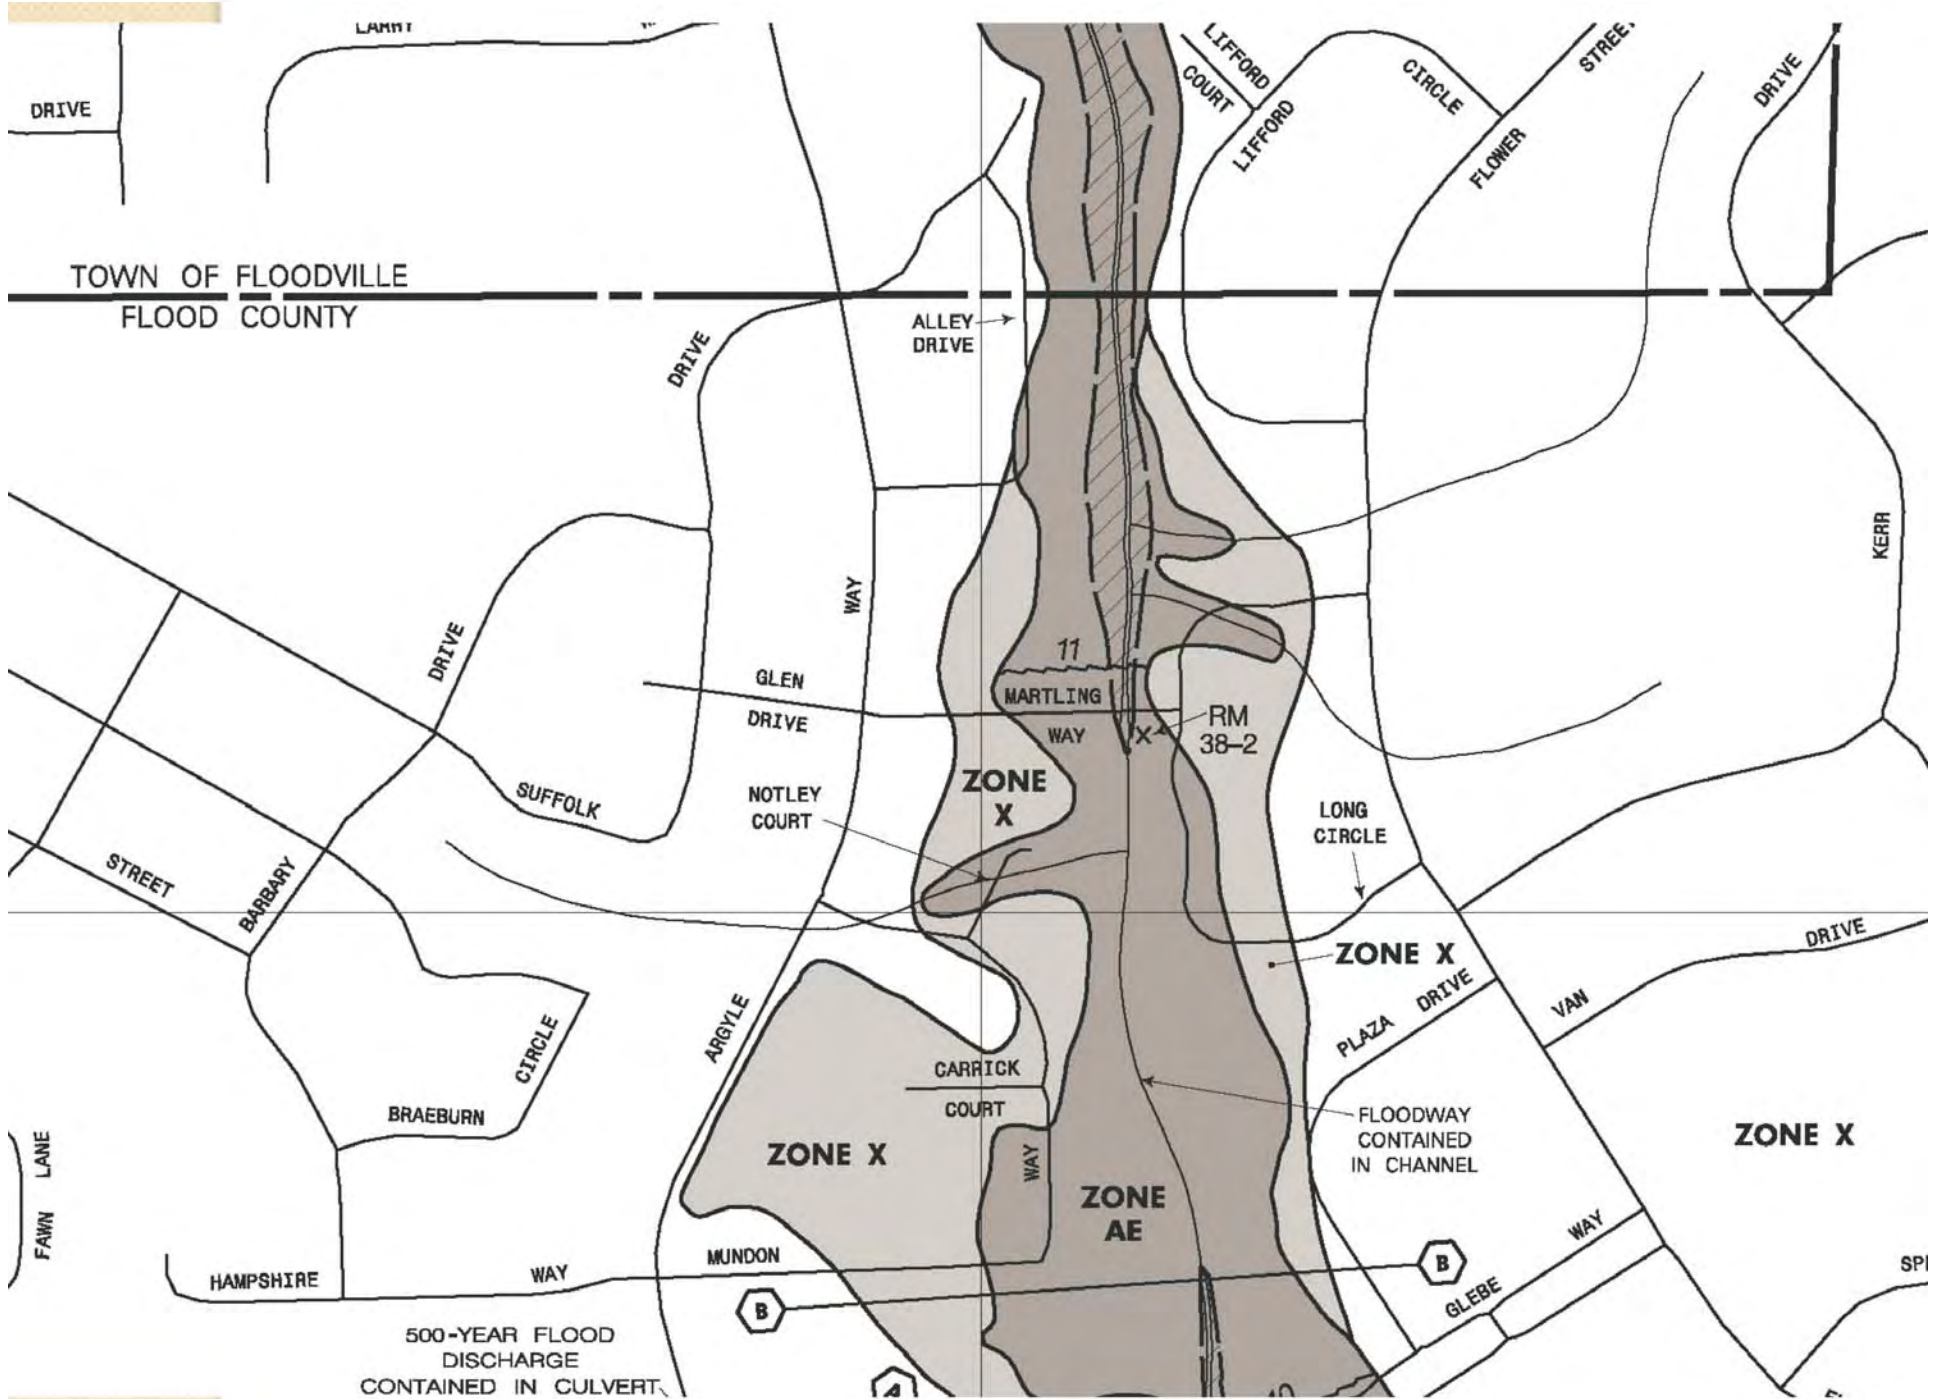 LARRY
LIFFORD
COURT
LIFFORD
CIRCLE
STREET
FLOWER
DRIVE
DRIVE
TOWN OF FLOODVILLE
FLOOD COUNTY
ALLEY
DRIVE
DRIVE
KERR
WAY
DRIVE
11
GLEN
DRIVE
MARTLING
WAY
X
RM
38-2
ZONE
X
NOTLEY
COURT
SUFFOLK
LONG
CIRCLE
STREET
BARBARY
ZONE X
DRIVE
VAN
PLAZA DRIVE
ARGYLE
CIRCLE
CARRICK
COURT
BRAEBURN
FLOODWAY
CONTAINED
IN CHANNEL
ZONE X
ZONE X
WAY
ZONE
AE
FAWN LANE
WAY
GLEBE
MUNDON
HAMPSHIRE
WAY
B
B
500-YEAR FLOOD
DISCHARGE
CONTAINED IN CULVERT
A
10